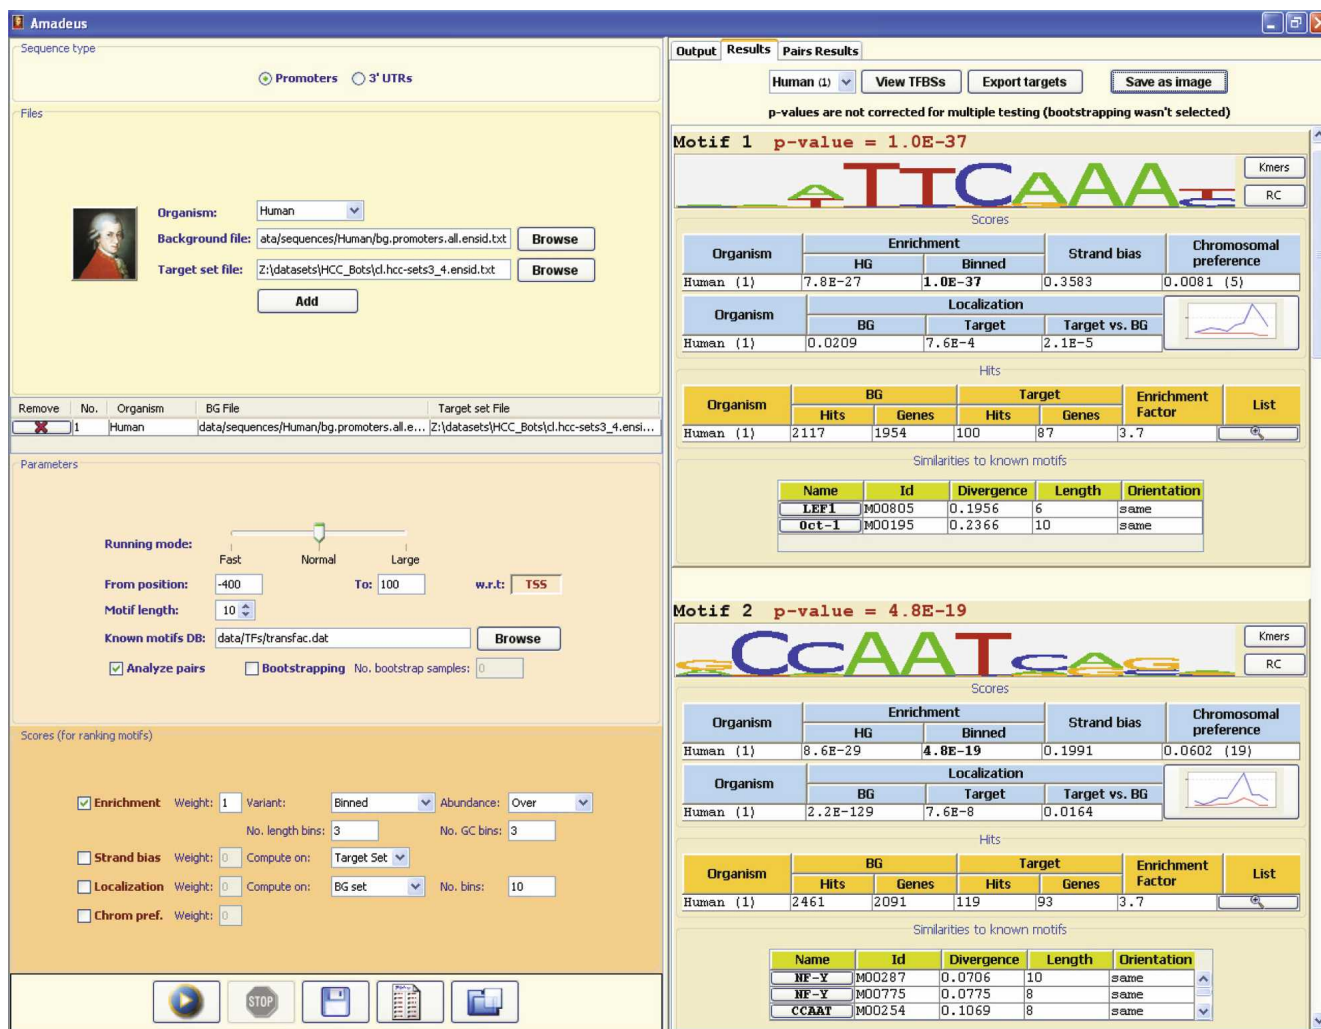 Amadeus
Sequence type
Promoters 3' UTRs
Files
Organism: Human
Background file: ata/sequences/Human/bg.promoters.all.ensid.txt Browse
Target set file: Z:\datasets\HCC_Bots\cl.hcc-sets3_4.ensid.txt Browse
Add
Remove No. Organism BG File Target set File
1 Human data/sequences/Human/bg.promoters.all.e... Z:\datasets\HCC_Bots\cl.hcc-sets3_4.ensi...
Parameters
Running mode:
Fast Normal Large
From position: -400 To: 100 w.r.t: TSS
Motif length: 10
Known motifs DB: data/TFs/transfac.dat Browse
Analyze pairs Bootstrapping No. bootstrap samples: 0
Scores (for ranking motifs)
Enrichment Weight: 1 Variant: Binned Abundance: Over
No. length bins: 3 No. GC bins: 3
Strand bias Weight: 0 Compute on: Target Set
Localization Weight: 0 Compute on: BG set No. bins: 10
Chrom pref. Weight: 0
STOP
Output Results Pairs Results
Human (1) View TFBSs Export targets Save as image
p-values are not corrected for multiple testing (bootstrapping wasn't selected)
Motif 1 p-value = 1.0E-37
ATTCAAAT
Kmers
RC
Scores
Organism Enrichment Strand bias Chromosomal preference
HG Binned
Human (1) 7.8E-27 1.0E-37 0.3583 0.0081 (5)
Organism Localization
BG Target Target vs. BG
Human (1) 0.0209 7.6E-4 2.1E-5
Hits
Organism BG Target Enrichment Factor List
Hits Genes Hits Genes
Human (1) 2117 1954 100 87 3.7
Similarities to known motifs
Name Id Divergence Length Orientation
LEF1 M00805 0.1956 6 same
Oct-1 M00195 0.2366 10 same
Motif 2 p-value = 4.8E-19
GCCAATCAG
Kmers
RC
Scores
Organism Enrichment Strand bias Chromosomal preference
HG Binned
Human (1) 8.6E-29 4.8E-19 0.1991 0.0602 (19)
Organism Localization
BG Target Target vs. BG
Human (1) 2.2E-129 7.6E-8 0.0164
Hits
Organism BG Target Enrichment Factor List
Hits Genes Hits Genes
Human (1) 2461 2091 119 93 3.7
Similarities to known motifs
Name Id Divergence Length Orientation
NF-Y M00287 0.0706 10 same
NF-Y M00775 0.0775 8 same
CCAAT M00254 0.1069 8 same